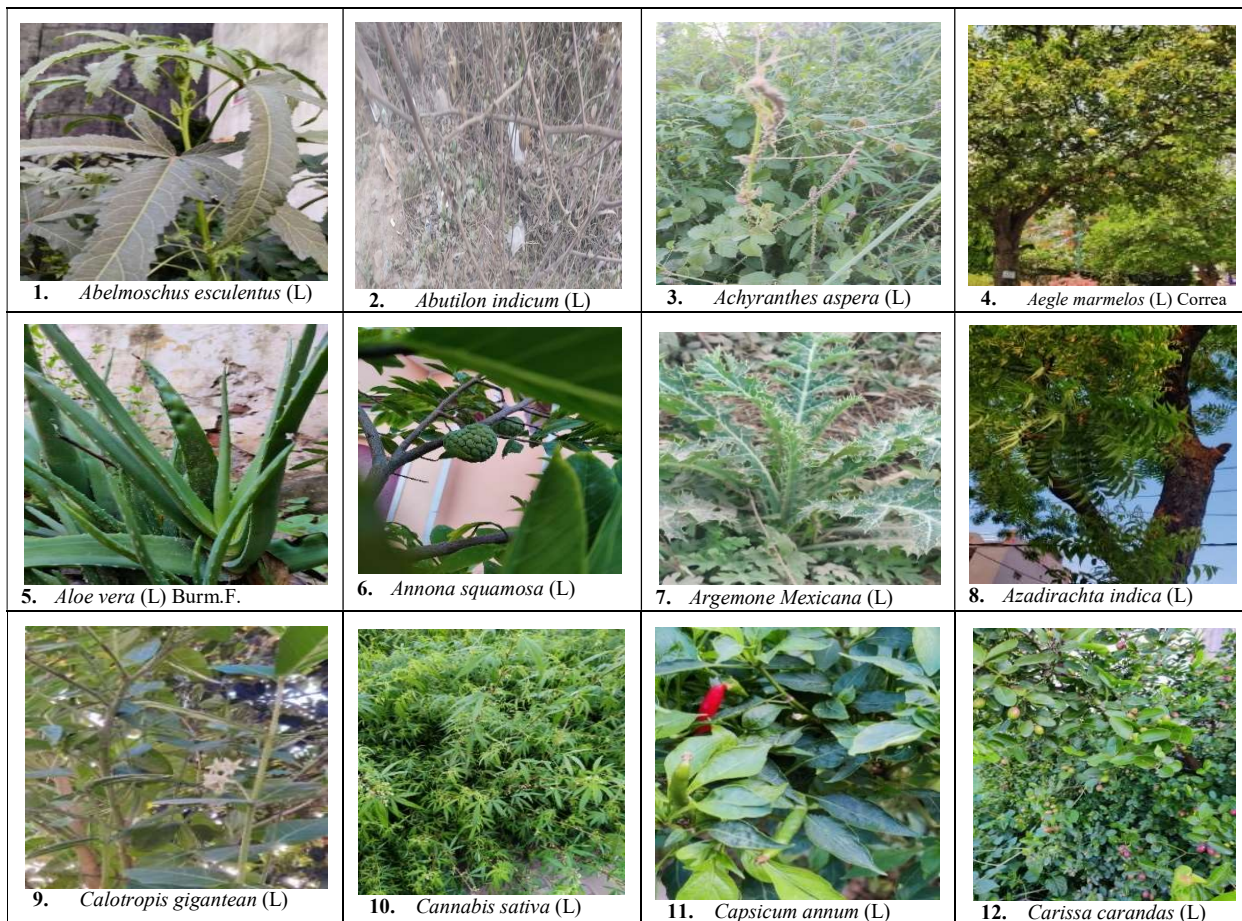 1. Abelmoschus esculentus (L)
2. Abutilon indicum (L)
3. Achyranthes aspera (L)
4. Aegle marmelos (L) Correa
5. Aloe vera (L) Burm.F.
6. Annona squamosa (L)
7. Argemone Mexicana (L)
8. Azadirachta indica (L)
9. Calotropis gigantean (L)
10. Cannabis sativa (L)
11. Capsicum annum (L)
12. Carissa carandas (L)